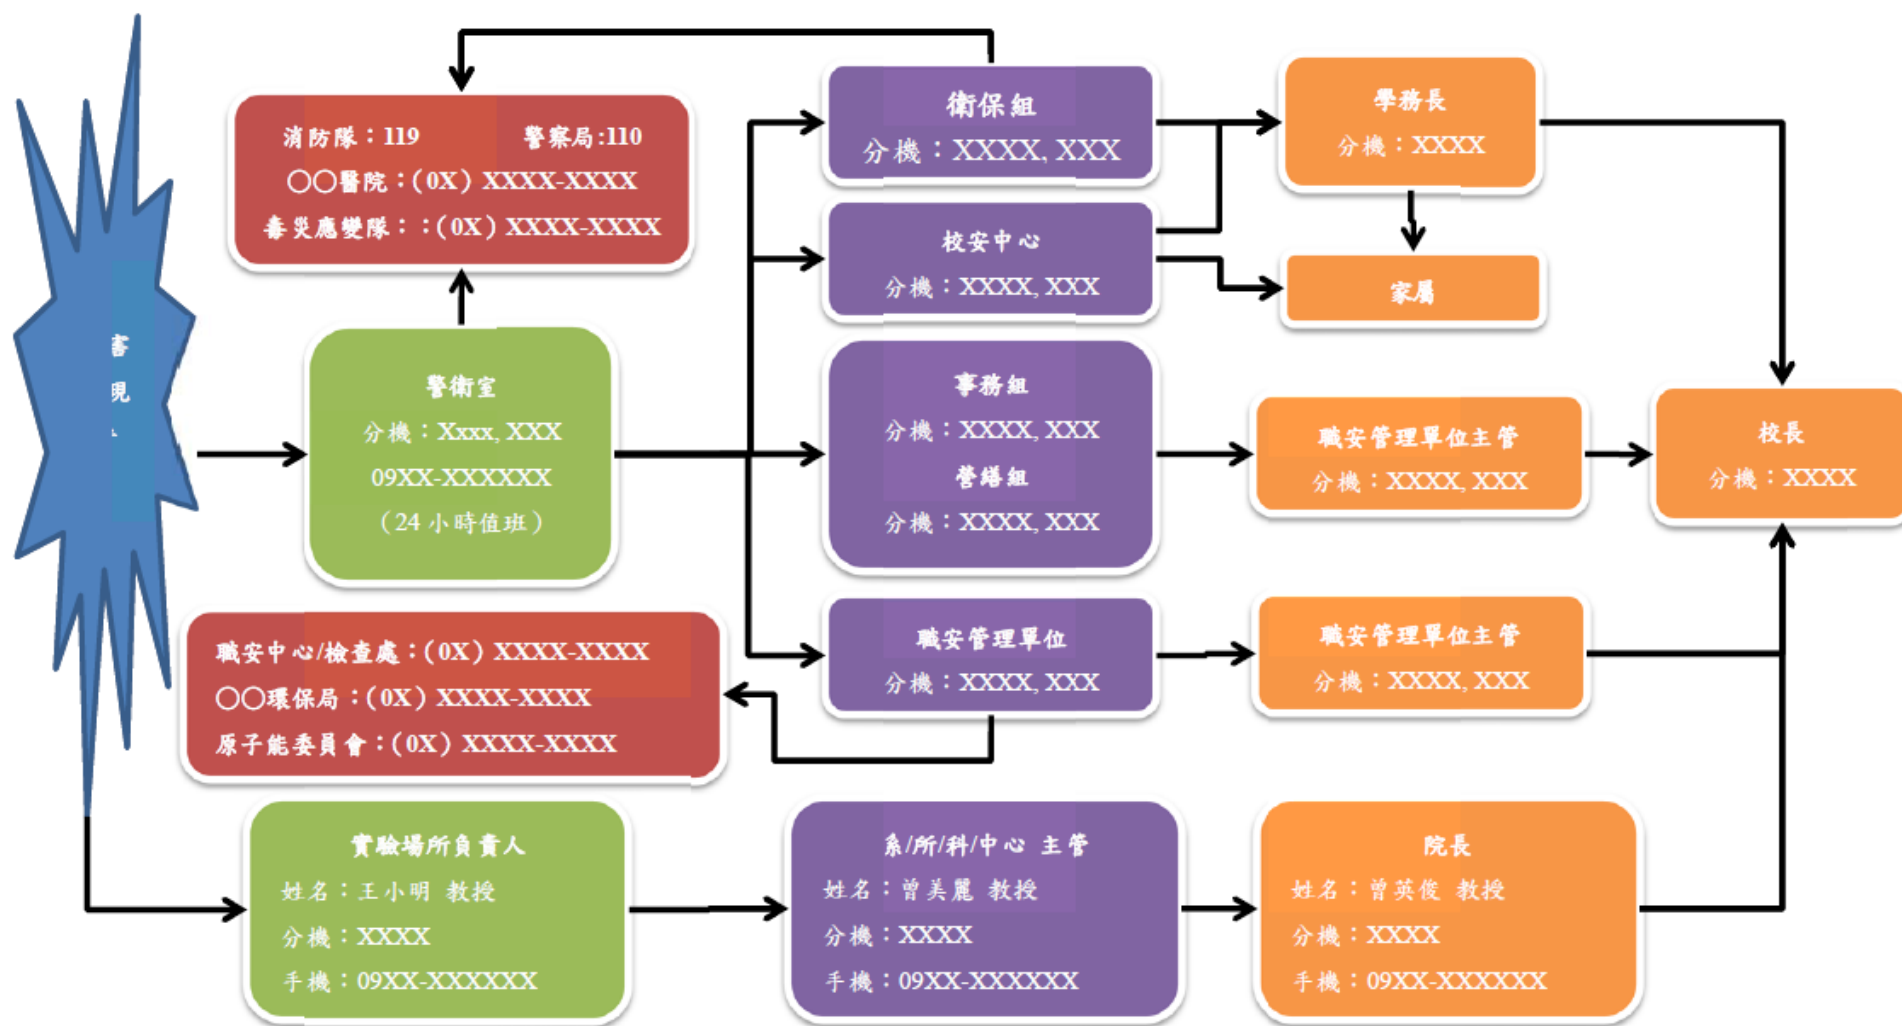 害
現
消防隊：119 警察局:110
〇〇醫院：(0X) XXXX-XXXX
毒災應變隊：：(0X) XXXX-XXXX
警衛室
分機：Xxxx, XXX
09XX-XXXXXX
（24 小時值班）
職安中心/檢查處：(0X) XXXX-XXXX
〇〇環保局：(0X) XXXX-XXXX
原子能委員會：(0X) XXXX-XXXX
衛保組
分機：XXXX, XXX
校安中心
分機：XXXX, XXX
事務組
分機：XXXX, XXX
營繕組
分機：XXXX, XXX
職安管理單位
分機：XXXX, XXX
學務長
分機：XXXX
家屬
職安管理單位主管
分機：XXXX, XXX
職安管理單位主管
分機：XXXX, XXX
校長
分機：XXXX
實驗場所負責人
姓名：王小明 教授
分機：XXXX
手機：09XX-XXXXXX
系/所/科/中心 主管
姓名：曾美麗 教授
分機：XXXX
手機：09XX-XXXXXX
院長
姓名：曾英俊 教授
分機：XXXX
手機：09XX-XXXXXX